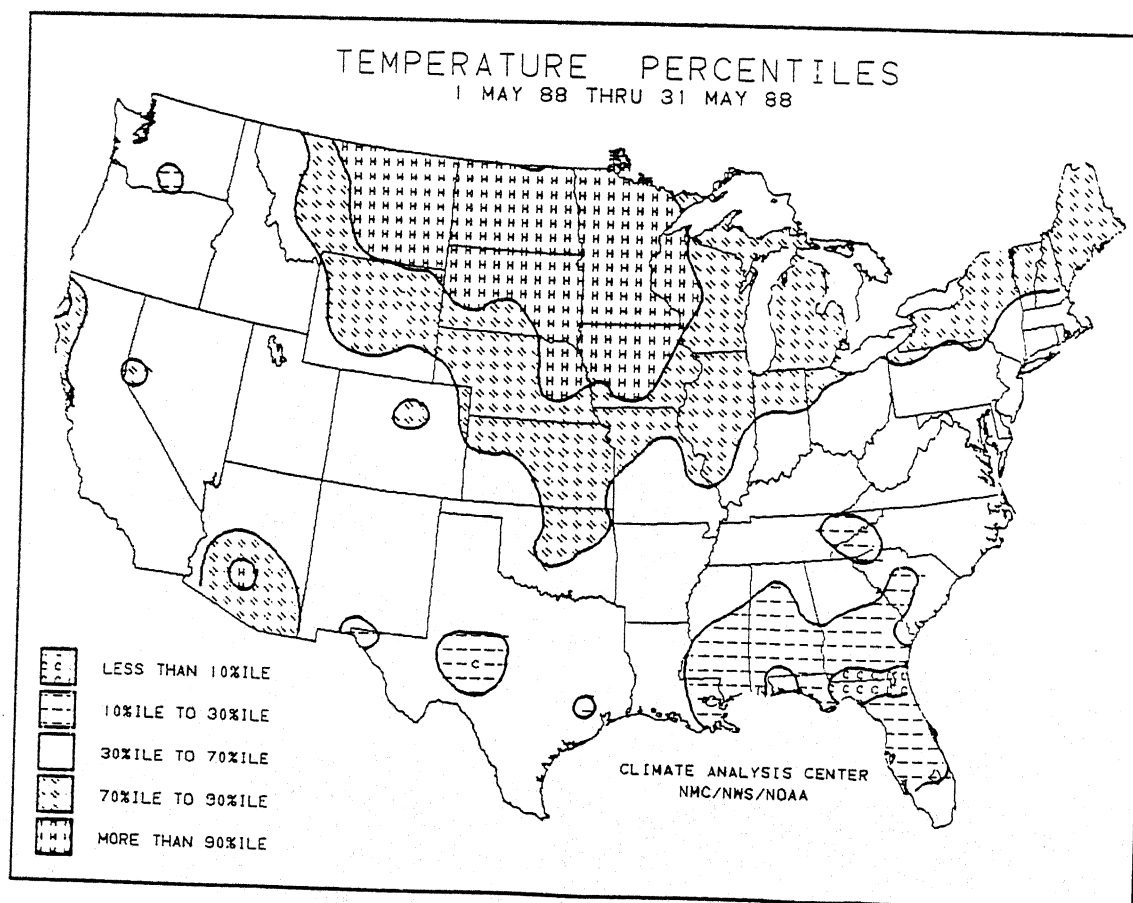 TEMPERATURE PERCENTILES
1 MAY 88 THRU 31 MAY 88
C LESS THAN 10%ILE
10%ILE TO 30%ILE
30%ILE TO 70%ILE
70%ILE TO 90%ILE
H H MORE THAN 90%ILE
CLIMATE ANALYSIS CENTER
NMC/NWS/NOAA
H
C
C C C C
C C C C